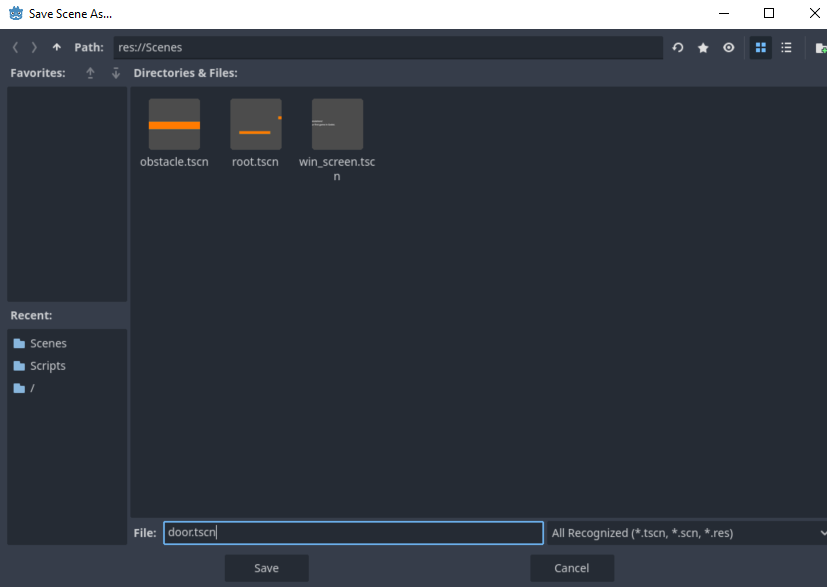 Save Scene As...
Path: res://Scenes
Favorites:
Directories & Files:
obstacle.tscn
root.tscn
win_screen.tsc
n
Recent:
Scenes
Scripts
/
File: door.tscn
All Recognized (*.tscn, *.scn, *.res)
Save
Cancel